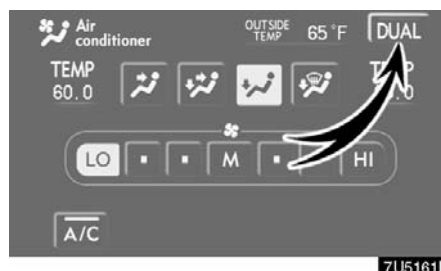 Air conditioner
OUTSIDE TEMP 65°F
DUAL
TEMP
60.0
LO M HI
A/C
7U5161